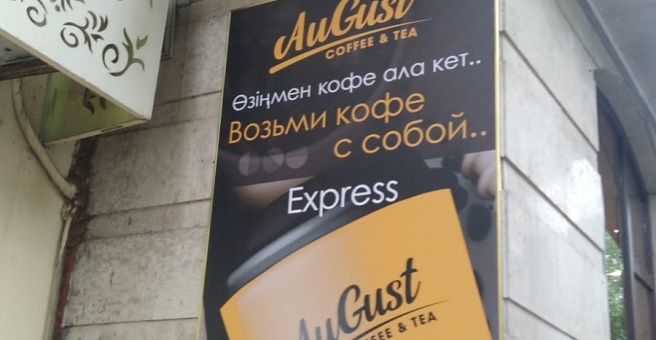 AuGust
COFFEE & TEA
Өзіңмен кофе ала кет..
Возьми кофе
с собой..
Express
AuGust
COFFEE & TEA